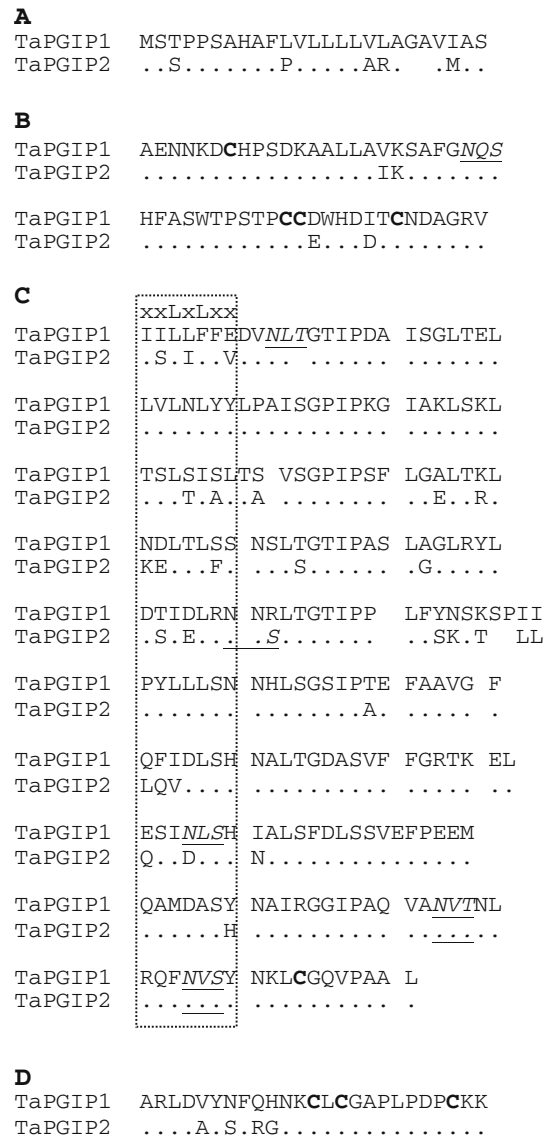 A
TaPGIP1 MSTPPSAHAFLVLLLLVLAGAVIAS
TaPGIP2 ..S.......P.....AR. .M..
B
TaPGIP1 AENNKDCHPSDKAALLAVKSAFGNQS
TaPGIP2 .................IK.......
TaPGIP1 HFASWTPSTPCCDWHDITCNDAGRV
TaPGIP2 ............E...D........
C
xxLxLxx
TaPGIP1 IILLFFEDVNLTGTIPDA ISGLTEL
TaPGIP2 .S.I..V.... ...... .......
TaPGIP1 LVLNLYYLPAISGPIPKG IAKLSKL
TaPGIP2 .................. .......
TaPGIP1 TSLSISLTS VSGPIPSF LGALTKL
TaPGIP2 ...T.A..A ........ ..E..R.
TaPGIP1 NDLTLSS NSLTGTIPAS LAGLRYL
TaPGIP2 KE...F. ...S...... .G.....
TaPGIP1 DTIDLRN NRLTGTIPP LFYNSKSPII
TaPGIP2 .S.E... .S....... ..SK.T LL
TaPGIP1 PYLLLSN NHLSGSIPTE FAAVG F
TaPGIP2 ....... ........A. ..... .
TaPGIP1 QFIDLSH NALTGDASVF FGRTK EL
TaPGIP2 LQV.... .......... ..... ..
TaPGIP1 ESINLSH IALSFDLSSVEFPEEM
TaPGIP2 Q..D... N...............
TaPGIP1 QAMDASY NAIRGGIPAQ VANVTNL
TaPGIP2 ......H .......... .......
TaPGIP1 RQFNVSY NKLCGQVPAA L
TaPGIP2 ....... .......... .
D
TaPGIP1 ARLDVYNFQHNKCLCGAPLPDPCKK
TaPGIP2 ....A.S.RG...............